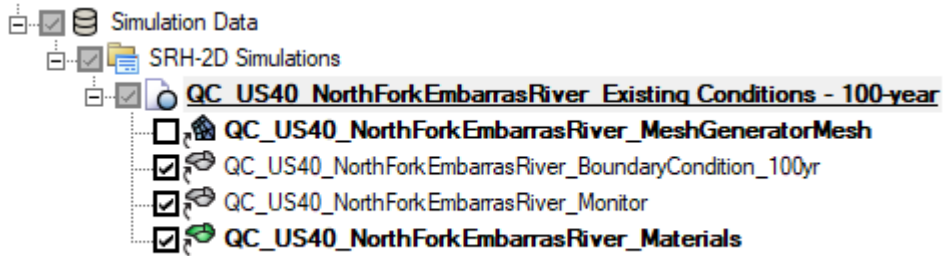 Simulation Data
SRH-2D Simulations
QC_US40_NorthForkEmbarrasRiver_Existing Conditions - 100-year
QC_US40_NorthForkEmbarrasRiver_MeshGeneratorMesh
QC_US40_NorthForkEmbarrasRiver_BoundaryCondition_100yr
QC_US40_NorthForkEmbarrasRiver_Monitor
QC_US40_NorthForkEmbarrasRiver_Materials